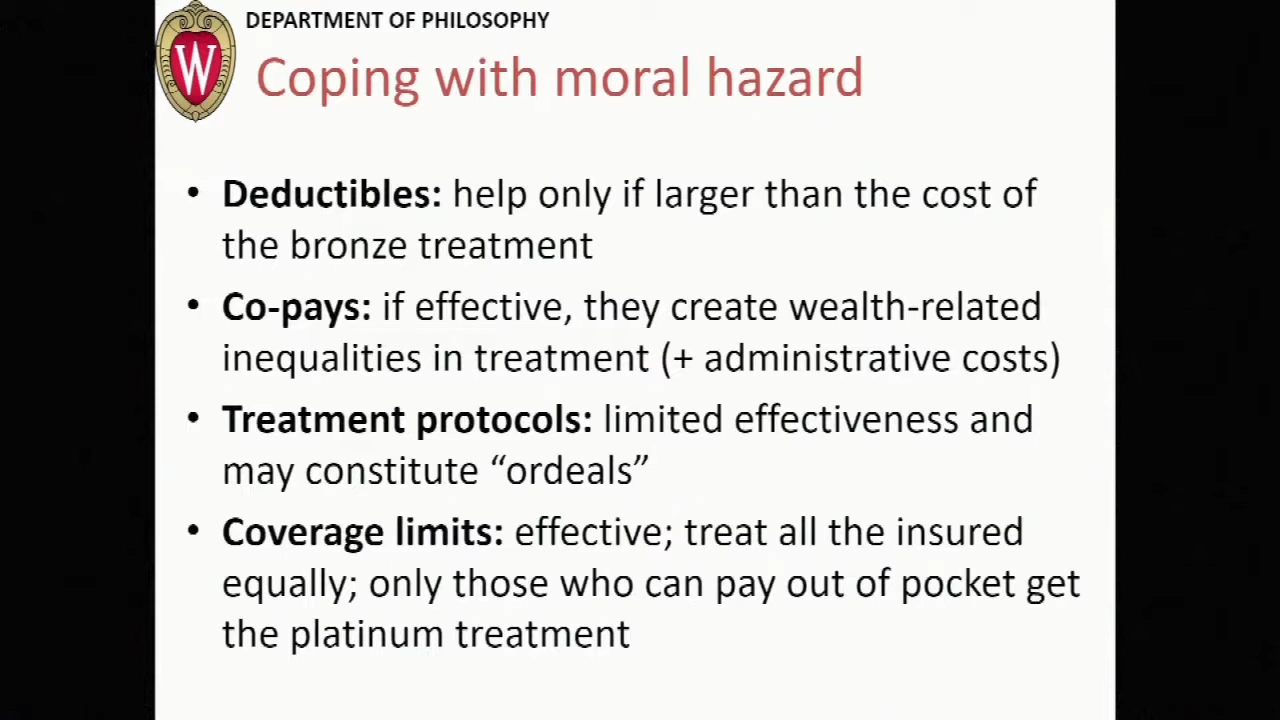 DEPARTMENT OF PHILOSOPHY
W
Coping with moral hazard
• Deductibles: help only if larger than the cost of
the bronze treatment
• Co-pays: if effective, they create wealth-related
inequalities in treatment (+ administrative costs)
• Treatment protocols: limited effectiveness and
may constitute “ordeals”
• Coverage limits: effective; treat all the insured
equally; only those who can pay out of pocket get
the platinum treatment